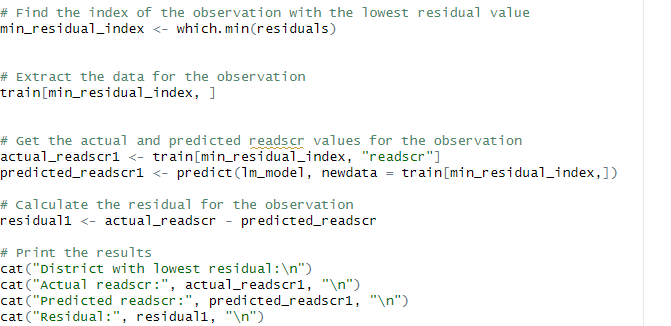 # Find the index of the observation with the lowest residual value
min_residual_index <- which.min(residuals)
# Extract the data for the observation
train[min_residual_index, ]
# Get the actual and predicted readscr values for the observation
actual_readscr1 <- train[min_residual_index, "readscr"]
predicted_readscr1 <- predict(lm_model, newdata = train[min_residual_index,])
# Calculate the residual for the observation
residual1 <- actual_readscr - predicted_readscr
# Print the results
cat("District with lowest residual:\n")
cat("Actual readscr:", actual_readscr1, "\n")
cat("Predicted readscr:", predicted_readscr1, "\n")
cat("Residual:", residual1, "\n")